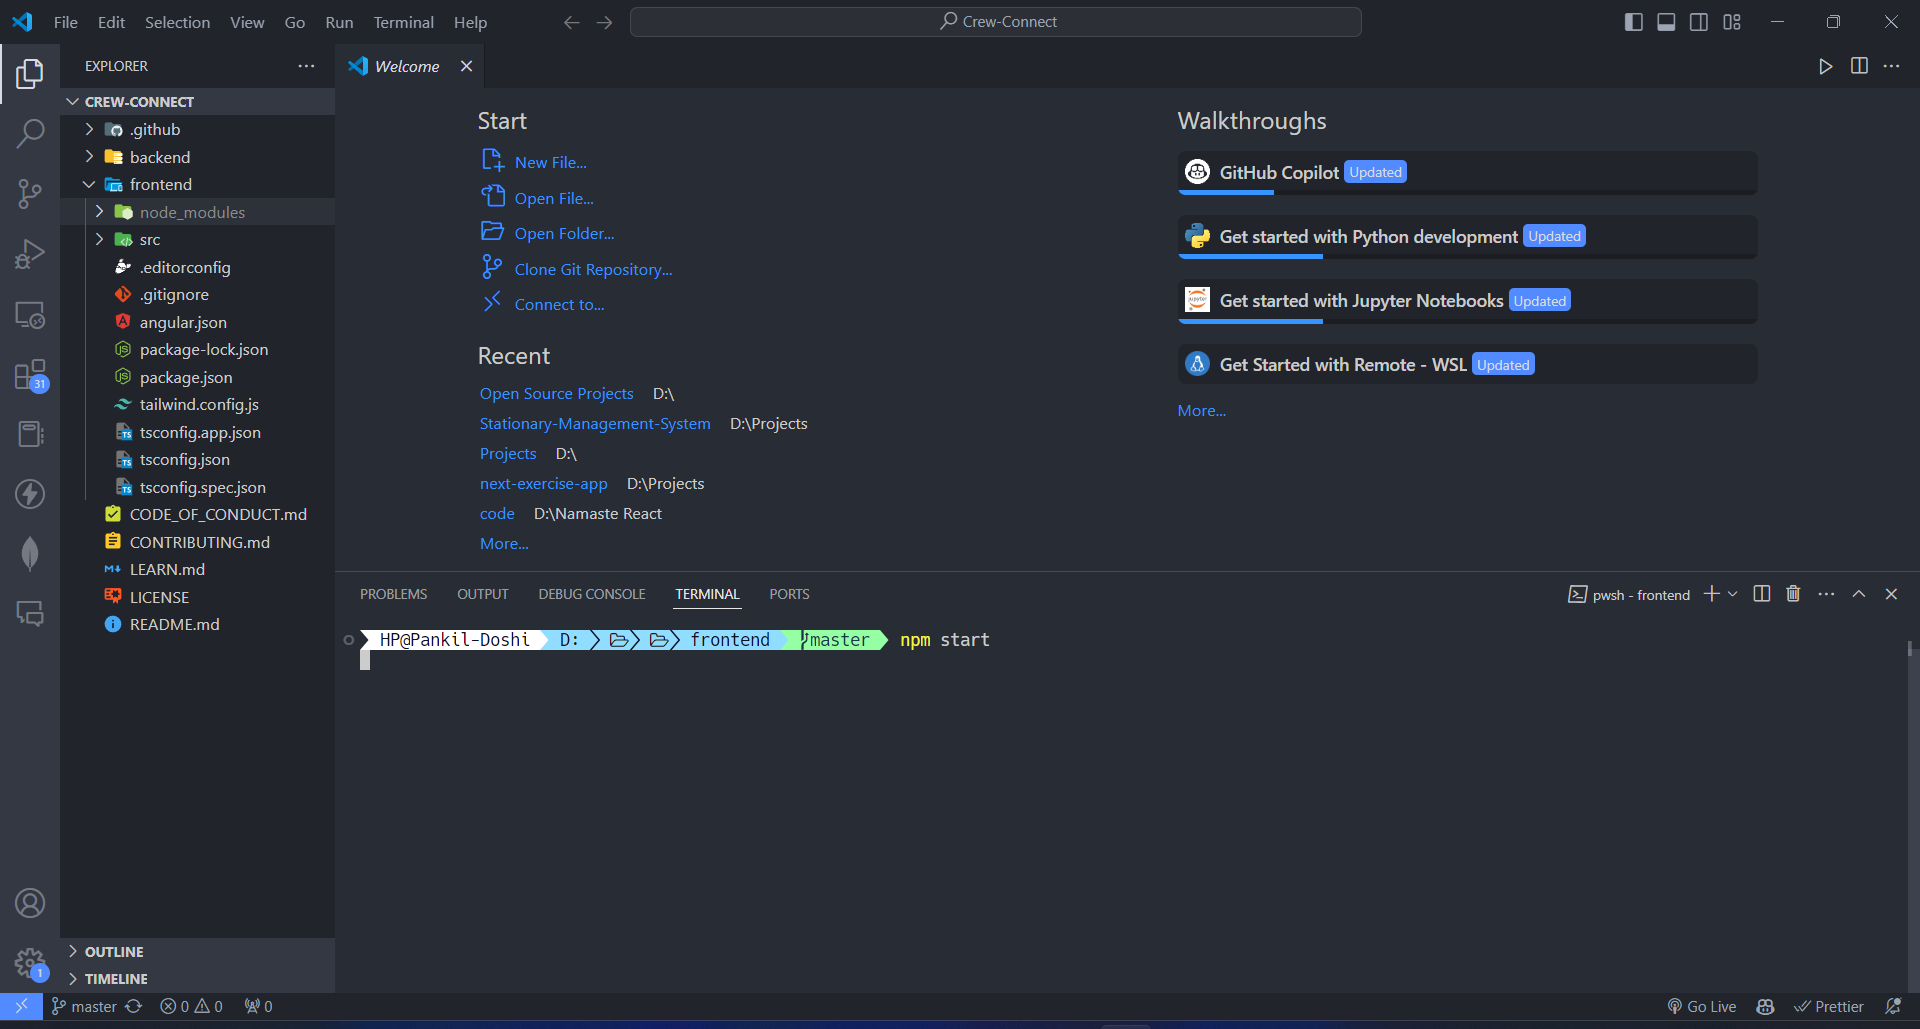 File Edit Selection View Go Run Terminal Help
Crew-Connect
EXPLORER
CREW-CONNECT
.github
backend
frontend
node_modules
src
.editorconfig
.gitignore
angular.json
package-lock.json
package.json
tailwind.config.js
tsconfig.app.json
tsconfig.json
tsconfig.spec.json
CODE_OF_CONDUCT.md
CONTRIBUTING.md
LEARN.md
LICENSE
README.md
OUTLINE
TIMELINE
31
1
Welcome
Start
New File...
Open File...
Open Folder...
Clone Git Repository...
Connect to...
Recent
Open Source Projects D:\
Stationary-Management-System D:\Projects
Projects D:\
next-exercise-app D:\Projects
code D:\Namaste React
More...
Walkthroughs
GitHub Copilot Updated
Get started with Python development Updated
Get started with Jupyter Notebooks Updated
Get Started with Remote - WSL Updated
More...
PROBLEMS OUTPUT DEBUG CONSOLE TERMINAL PORTS
pwsh - frontend
HP@Pankil-Doshi D: frontend master npm start
master 0 0 0
Go Live Prettier